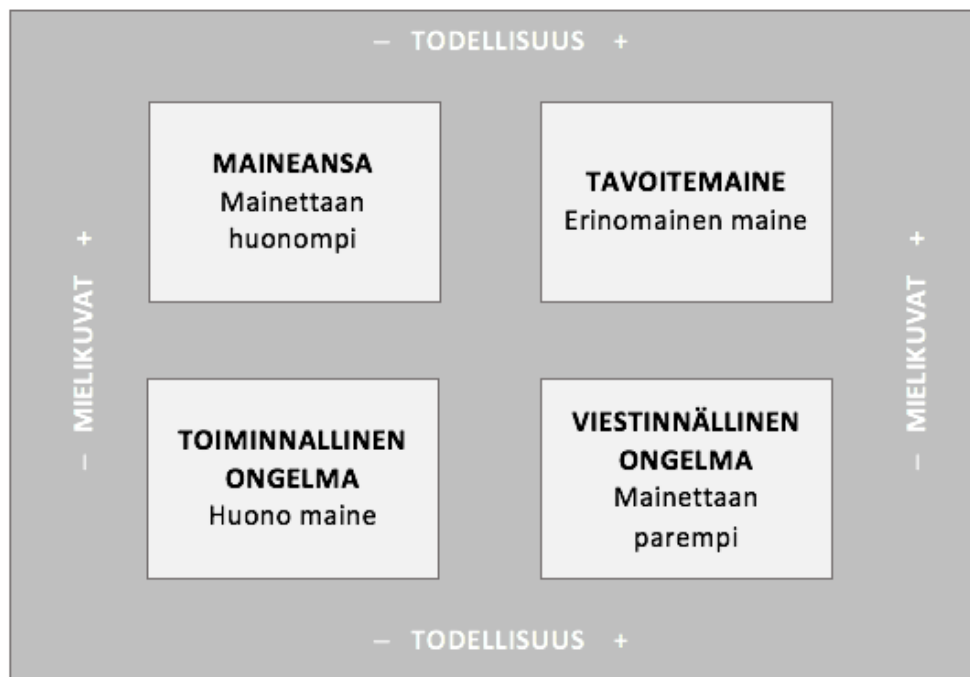 – TODELLISUUS +
MAINEANSA
Mainettaan
huonompi
TAVOITEMAINE
Erinomainen maine
– MIELIKUVAT +
– MIELIKUVAT +
TOIMINNALLINEN
ONGELMA
Huono maine
VIESTINNÄLLINEN
ONGELMA
Mainettaan
parempi
– TODELLISUUS +